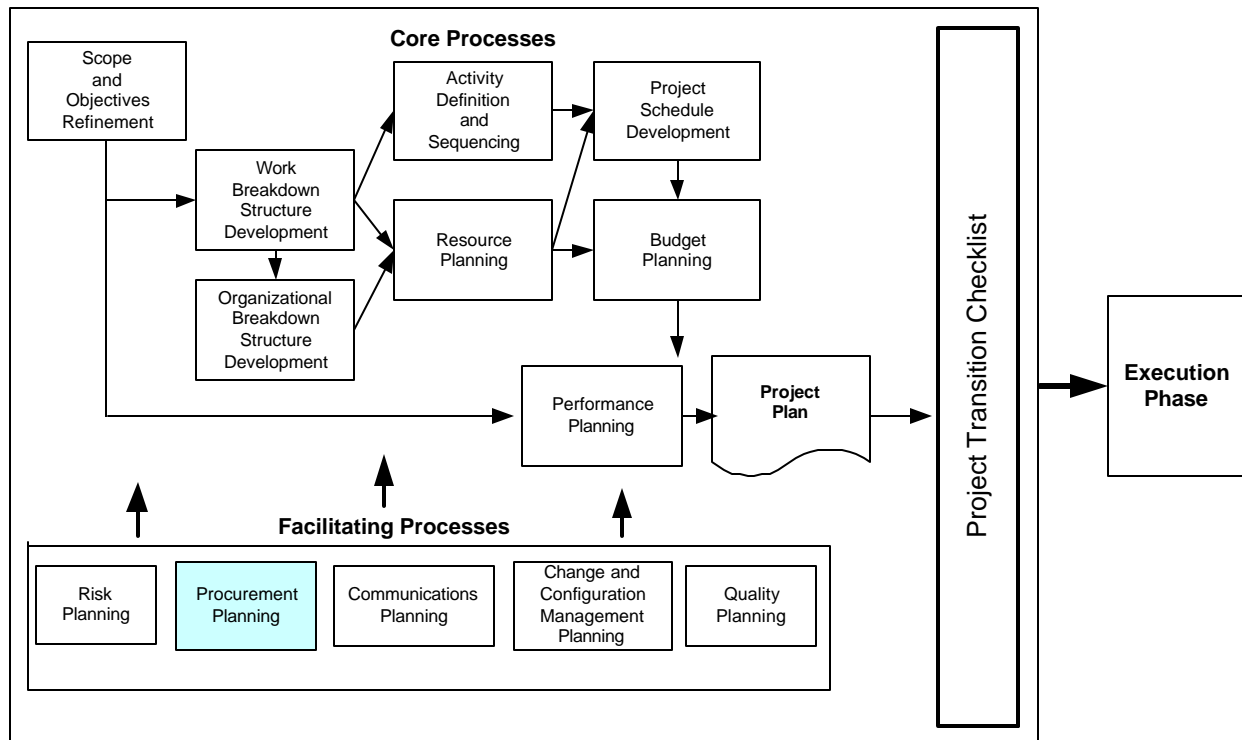 Core Processes
Scope
and
Objectives
Refinement
Activity
Definition
and
Sequencing
Project
Schedule
Development
Work
Breakdown
Structure
Development
Resource
Planning
Budget
Planning
Organizational
Breakdown
Structure
Development
Performance
Planning
Project
Plan
Project Transition Checklist
Execution
Phase
Facilitating Processes
Risk
Planning
Procurement
Planning
Communications
Planning
Change and
Configuration
Management
Planning
Quality
Planning